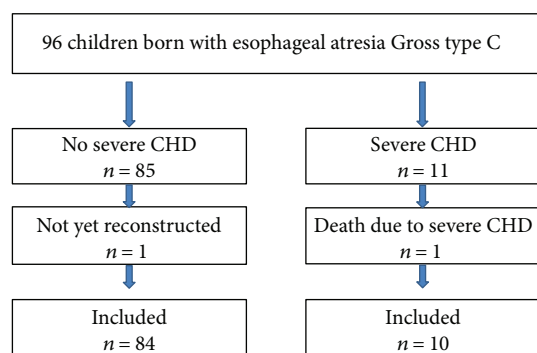 96 children born with esophageal atresia Gross type C
No severe CHD
n = 85
Severe CHD
n = 11
Not yet reconstructed
n = 1
Death due to severe CHD
n = 1
Included
n = 84
Included
n = 10